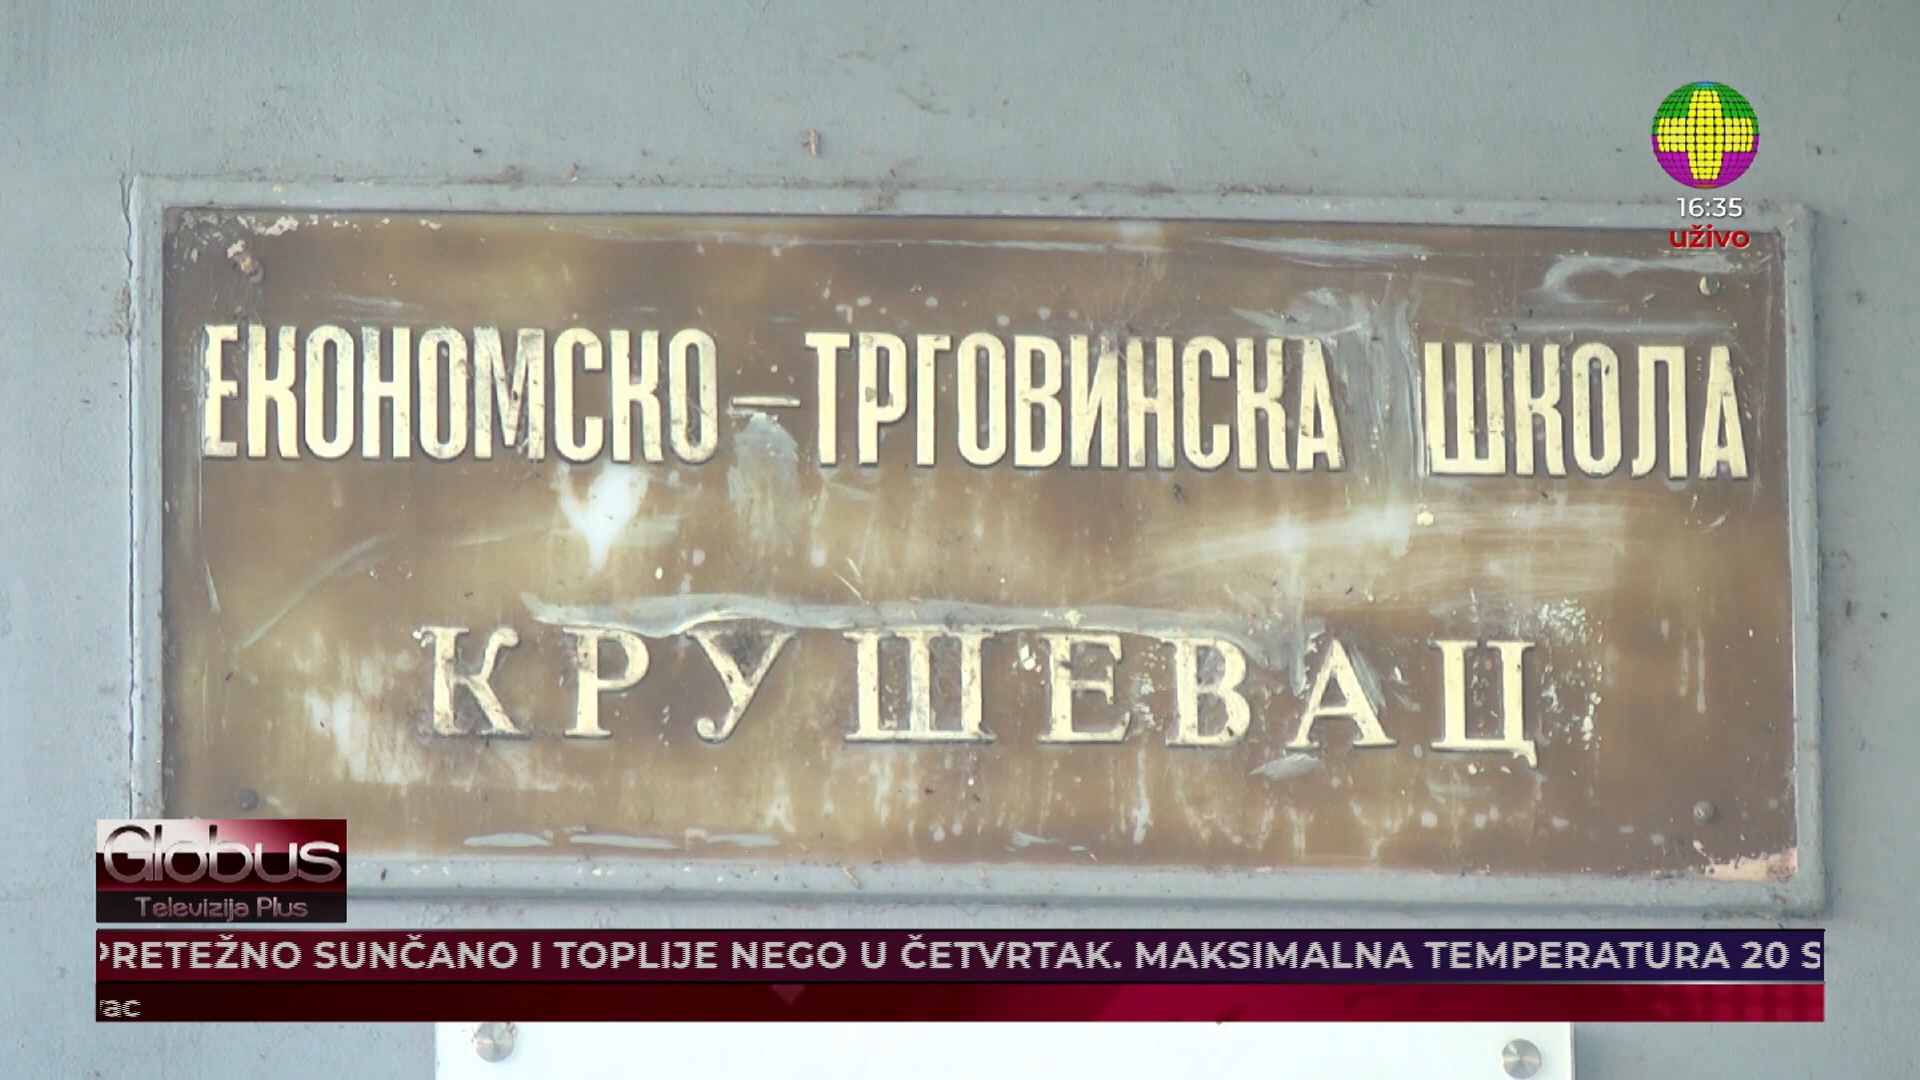 16:35
uživo
ЕКОНОМСКО – ТРГОВИНСКА ШКОЛА
КРУШЕВАЦ
Globus
Televizija Plus
PRETEŽNO SUNČANO I TOPLIJE NEGO U ČETVRTAK. MAKSIMALNA TEMPERATURA 20 S